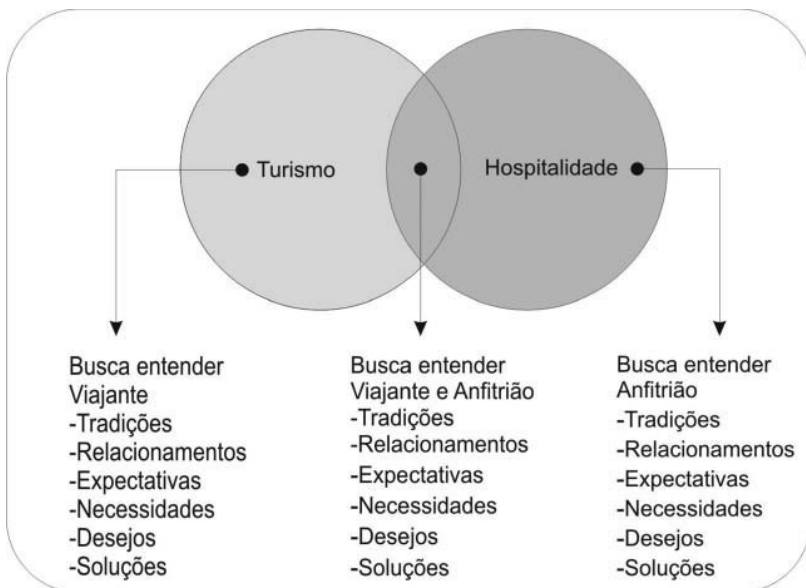 Turismo
Hospitalidade
Busca entender
Viajante
-Tradições
-Relacionamentos
-Expectativas
-Necessidades
-Desejos
-Soluções
Busca entender
Viajante e Anfitrião
-Tradições
-Relacionamentos
-Expectativas
-Necessidades
-Desejos
-Soluções
Busca entender
Anfitrião
-Tradições
-Relacionamentos
-Expectativas
-Necessidades
-Desejos
-Soluções